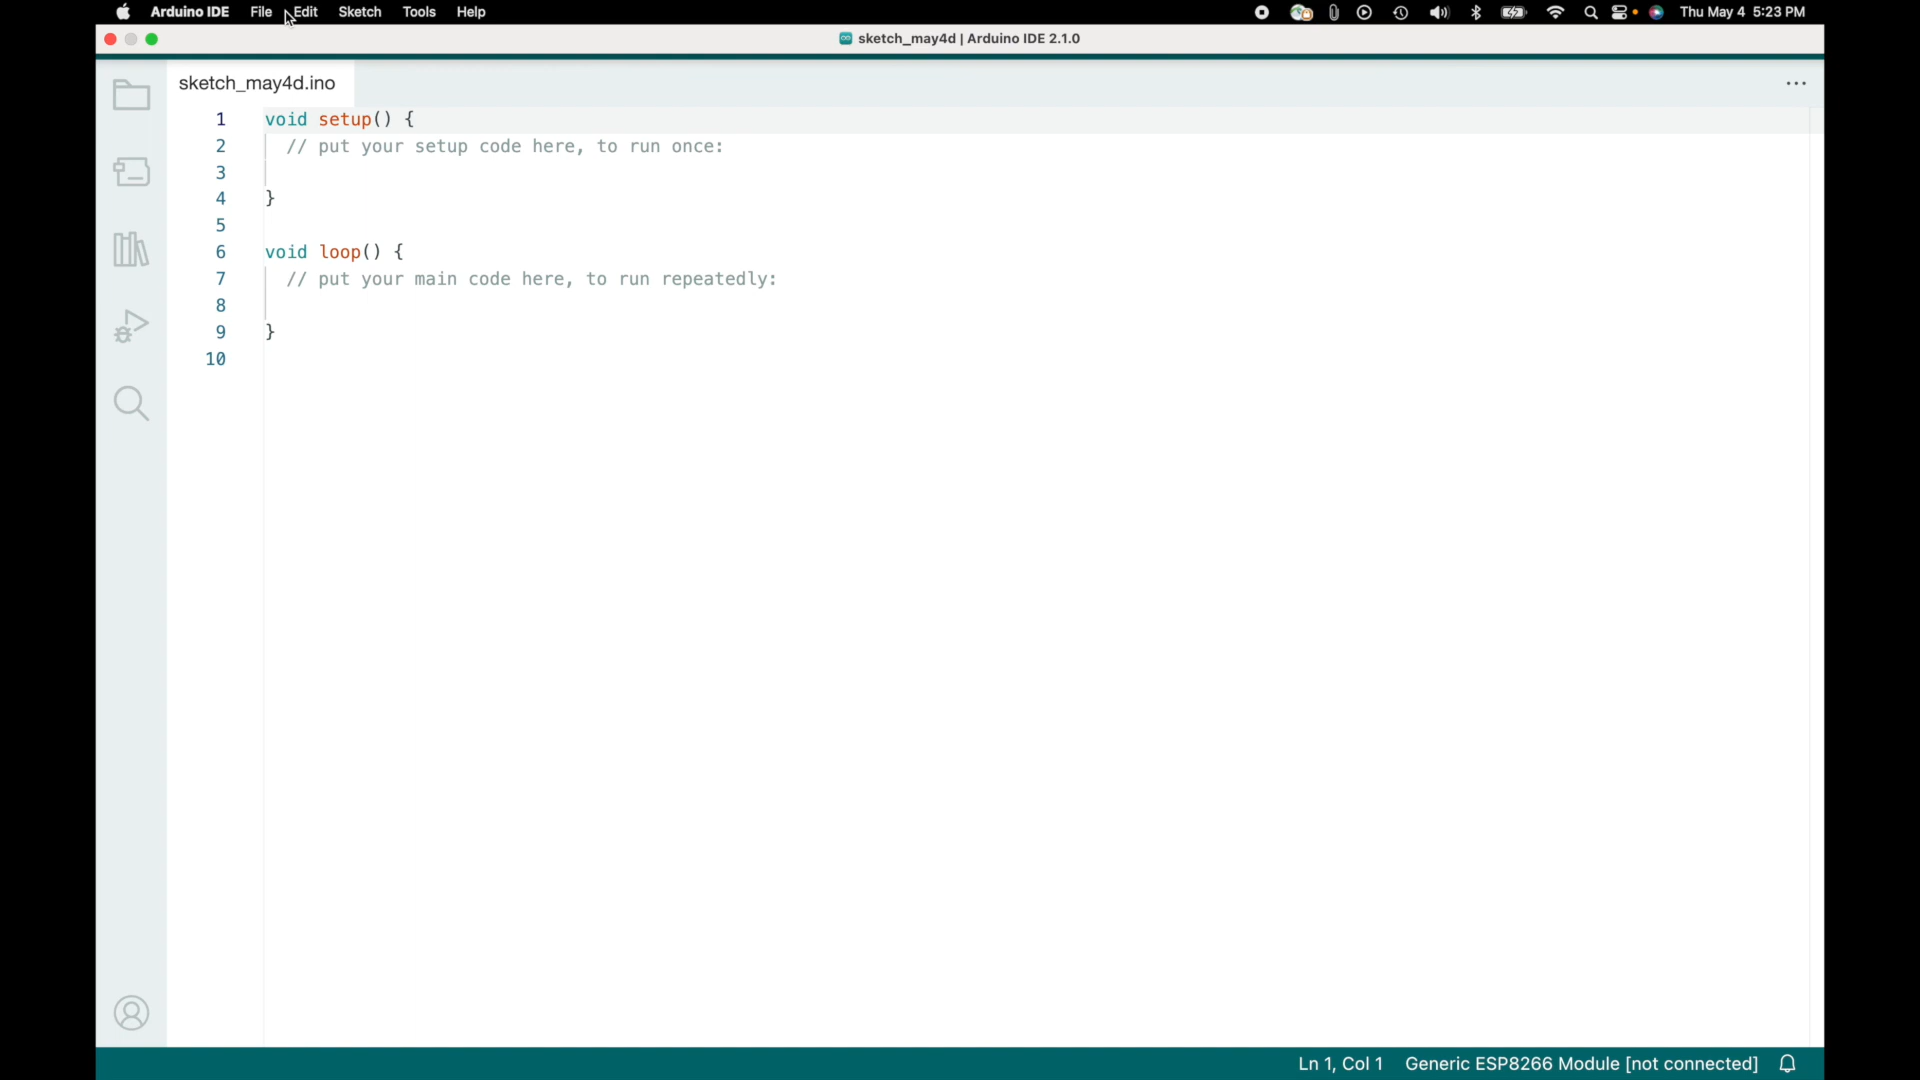 Arduino IDE File Edit Sketch Tools Help Thu May 4 5:23 PM
sketch_may4d | Arduino IDE 2.1.0
sketch_may4d.ino ...
1 void setup() {
2 // put your setup code here, to run once:
3
4 }
5
6 void loop() {
7 // put your main code here, to run repeatedly:
8
9 }
10
Ln 1, Col 1 Generic ESP8266 Module [not connected]